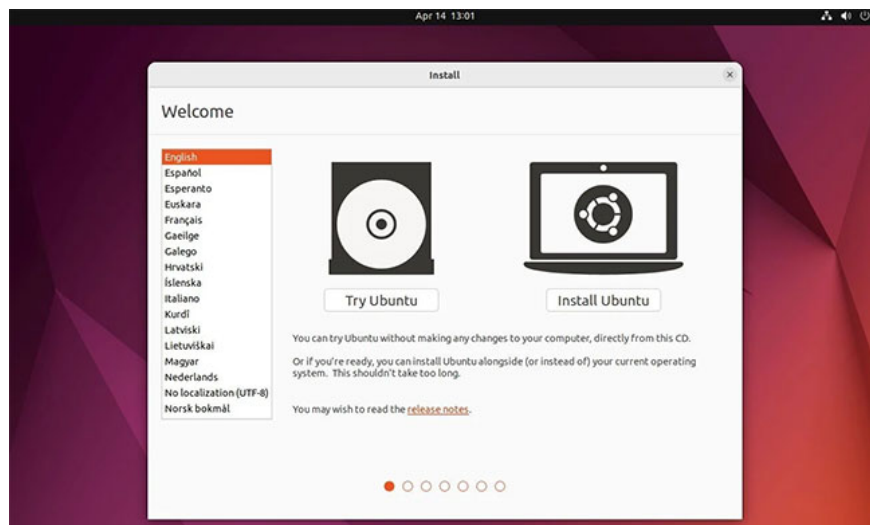 Apr 14 13:01
Install
Welcome
English
Español
Esperanto
Euskara
Français
Gaeilge
Galego
Hrvatski
Íslenska
Italiano
Kurdî
Latviski
Lietuviškai
Magyar
Nederlands
No localization (UTF-8)
Norsk bokmål
Try Ubuntu
Install Ubuntu
You can try Ubuntu without making any changes to your computer, directly from this CD.
Or if you're ready, you can install Ubuntu alongside (or instead of) your current operating
system. This shouldn't take too long.
You may wish to read the release notes.